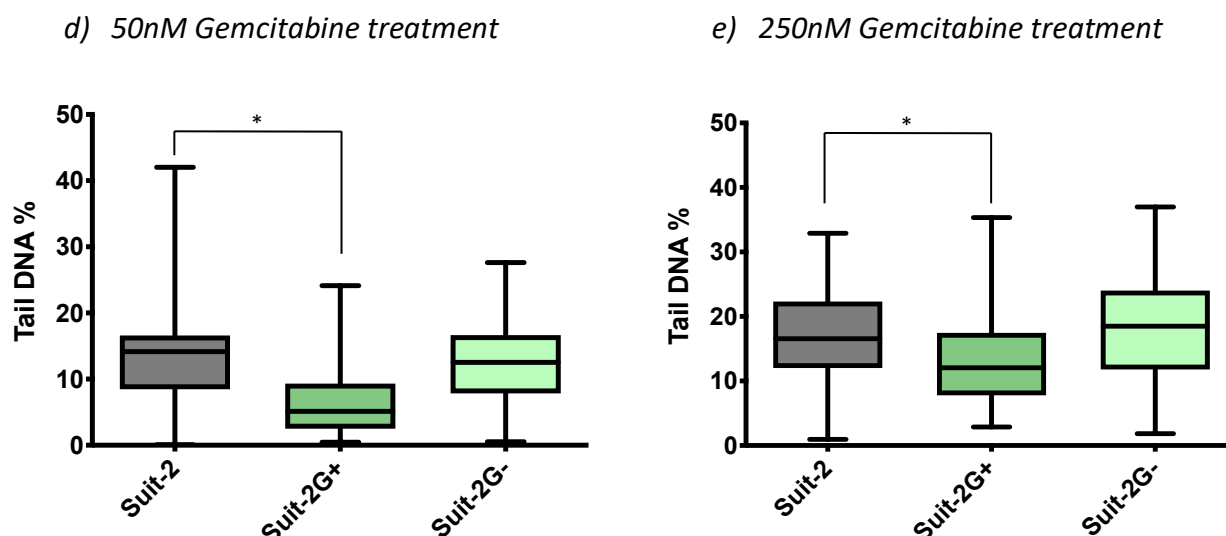 d) 50nM Gemcitabine treatment
*
50
40
30
20
10
0
Tail DNA %
Suit-2
Suit-2G+
Suit-2G-
e) 250nM Gemcitabine treatment
*
50
40
30
20
10
0
Tail DNA %
Suit-2
Suit-2G+
Suit-2G-